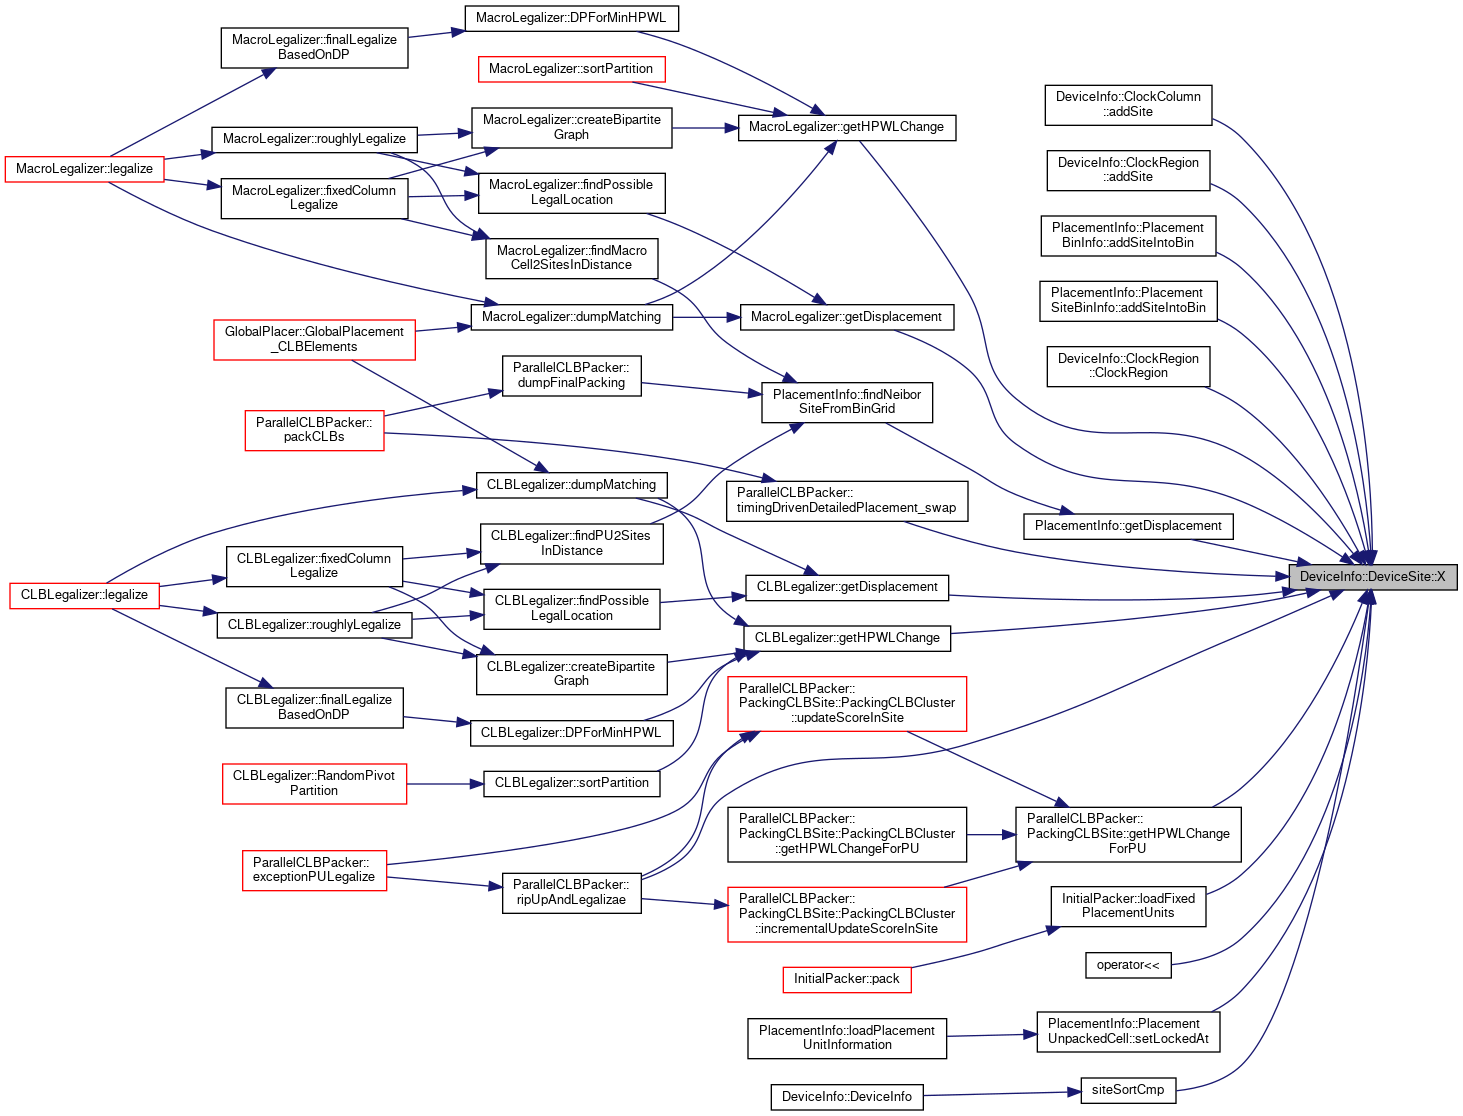 MacroLegalizer::DPForMinHPWL
MacroLegalizer::finalLegalize
BasedOnDP
MacroLegalizer::sortPartition
MacroLegalizer::createBipartite
Graph
MacroLegalizer::getHPWLChange
MacroLegalizer::roughlyLegalize
MacroLegalizer::legalize
MacroLegalizer::fixedColumn
Legalize
MacroLegalizer::findPossible
LegalLocation
MacroLegalizer::findMacro
Cell2SitesInDistance
MacroLegalizer::dumpMatching
MacroLegalizer::getDisplacement
GlobalPlacer::GlobalPlacement
_CLBElements
ParallelCLBPacker::
dumpFinalPacking
PlacementInfo::findNeibor
SiteFromBinGrid
ParallelCLBPacker::
packCLBs
CLBLegalizer::dumpMatching
ParallelCLBPacker::
timingDrivenDetailedPlacement_swap
PlacementInfo::getDisplacement
CLBLegalizer::findPU2Sites
InDistance
CLBLegalizer::fixedColumn
Legalize
CLBLegalizer::legalize
CLBLegalizer::getDisplacement
CLBLegalizer::findPossible
LegalLocation
CLBLegalizer::roughlyLegalize
CLBLegalizer::getHPWLChange
CLBLegalizer::createBipartite
Graph
CLBLegalizer::finalLegalize
BasedOnDP
CLBLegalizer::DPForMinHPWL
ParallelCLBPacker::
PackingCLBSite::PackingCLBCluster
::updateScoreInSite
CLBLegalizer::RandomPivot
Partition
CLBLegalizer::sortPartition
ParallelCLBPacker::
PackingCLBSite::PackingCLBCluster
::getHPWLChangeForPU
ParallelCLBPacker::
PackingCLBSite::getHPWLChange
ForPU
ParallelCLBPacker::
exceptionPULegalize
ParallelCLBPacker::
ripUpAndLegalizae
ParallelCLBPacker::
PackingCLBSite::PackingCLBCluster
::incrementalUpdateScoreInSite
InitialPacker::loadFixed
PlacementUnits
InitialPacker::pack
operator<<
PlacementInfo::loadPlacement
UnitInformation
PlacementInfo::Placement
UnpackedCell::setLockedAt
DeviceInfo::DeviceInfo
siteSortCmp
DeviceInfo::ClockColumn
::addSite
DeviceInfo::ClockRegion
::addSite
PlacementInfo::Placement
BinInfo::addSiteIntoBin
PlacementInfo::Placement
SiteBinInfo::addSiteIntoBin
DeviceInfo::ClockRegion
::ClockRegion
DeviceInfo::DeviceSite::X